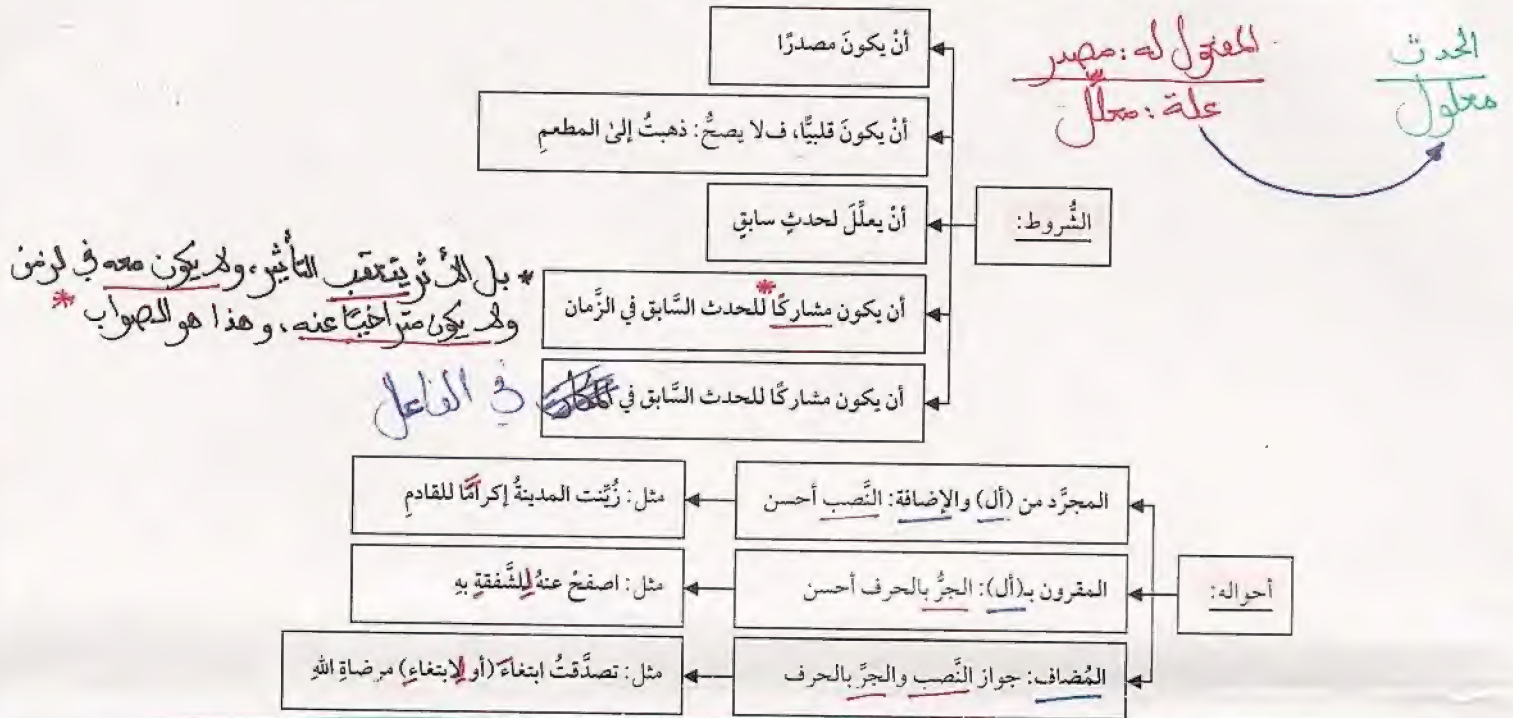 الحدث
معلول
المفعول له: مصدر
علة: معلِّل
الشُّروط:
أنْ يكونَ مصدرًا
أنْ يكونَ قلبيًّا، فلا يصحُّ: ذهبتُ إلىٰ المطعمِ
أنْ يعلِّلَ لحدثٍ سابقٍ
أن يكون مشاركًا* للحدث السَّابق في الزَّمان
* بل الأثر يتعقب التأثير، ولا يكون معه في الزمن
ولا يكون متراخيًا عنه، وهذا هو الصواب *
أن يكون مشاركًا للحدث السَّابق في
في الفاعل
أحواله:
المجرَّد من (أل) والإضافة: النَّصب أحسن
مثل: زُيِّنت المدينةُ إكرامًا للقادمِ
المقرون بـ(أل): الجرُّ بالحرف أحسن
مثل: اصفحْ عنهُ لِلشَّفقةِ بهِ
المُضاف: جواز النَّصب والجرِّ بالحرف
مثل: تصدَّقتُ ابتغاءَ (أو لِابتغاءِ) مرضاةِ اللهِ